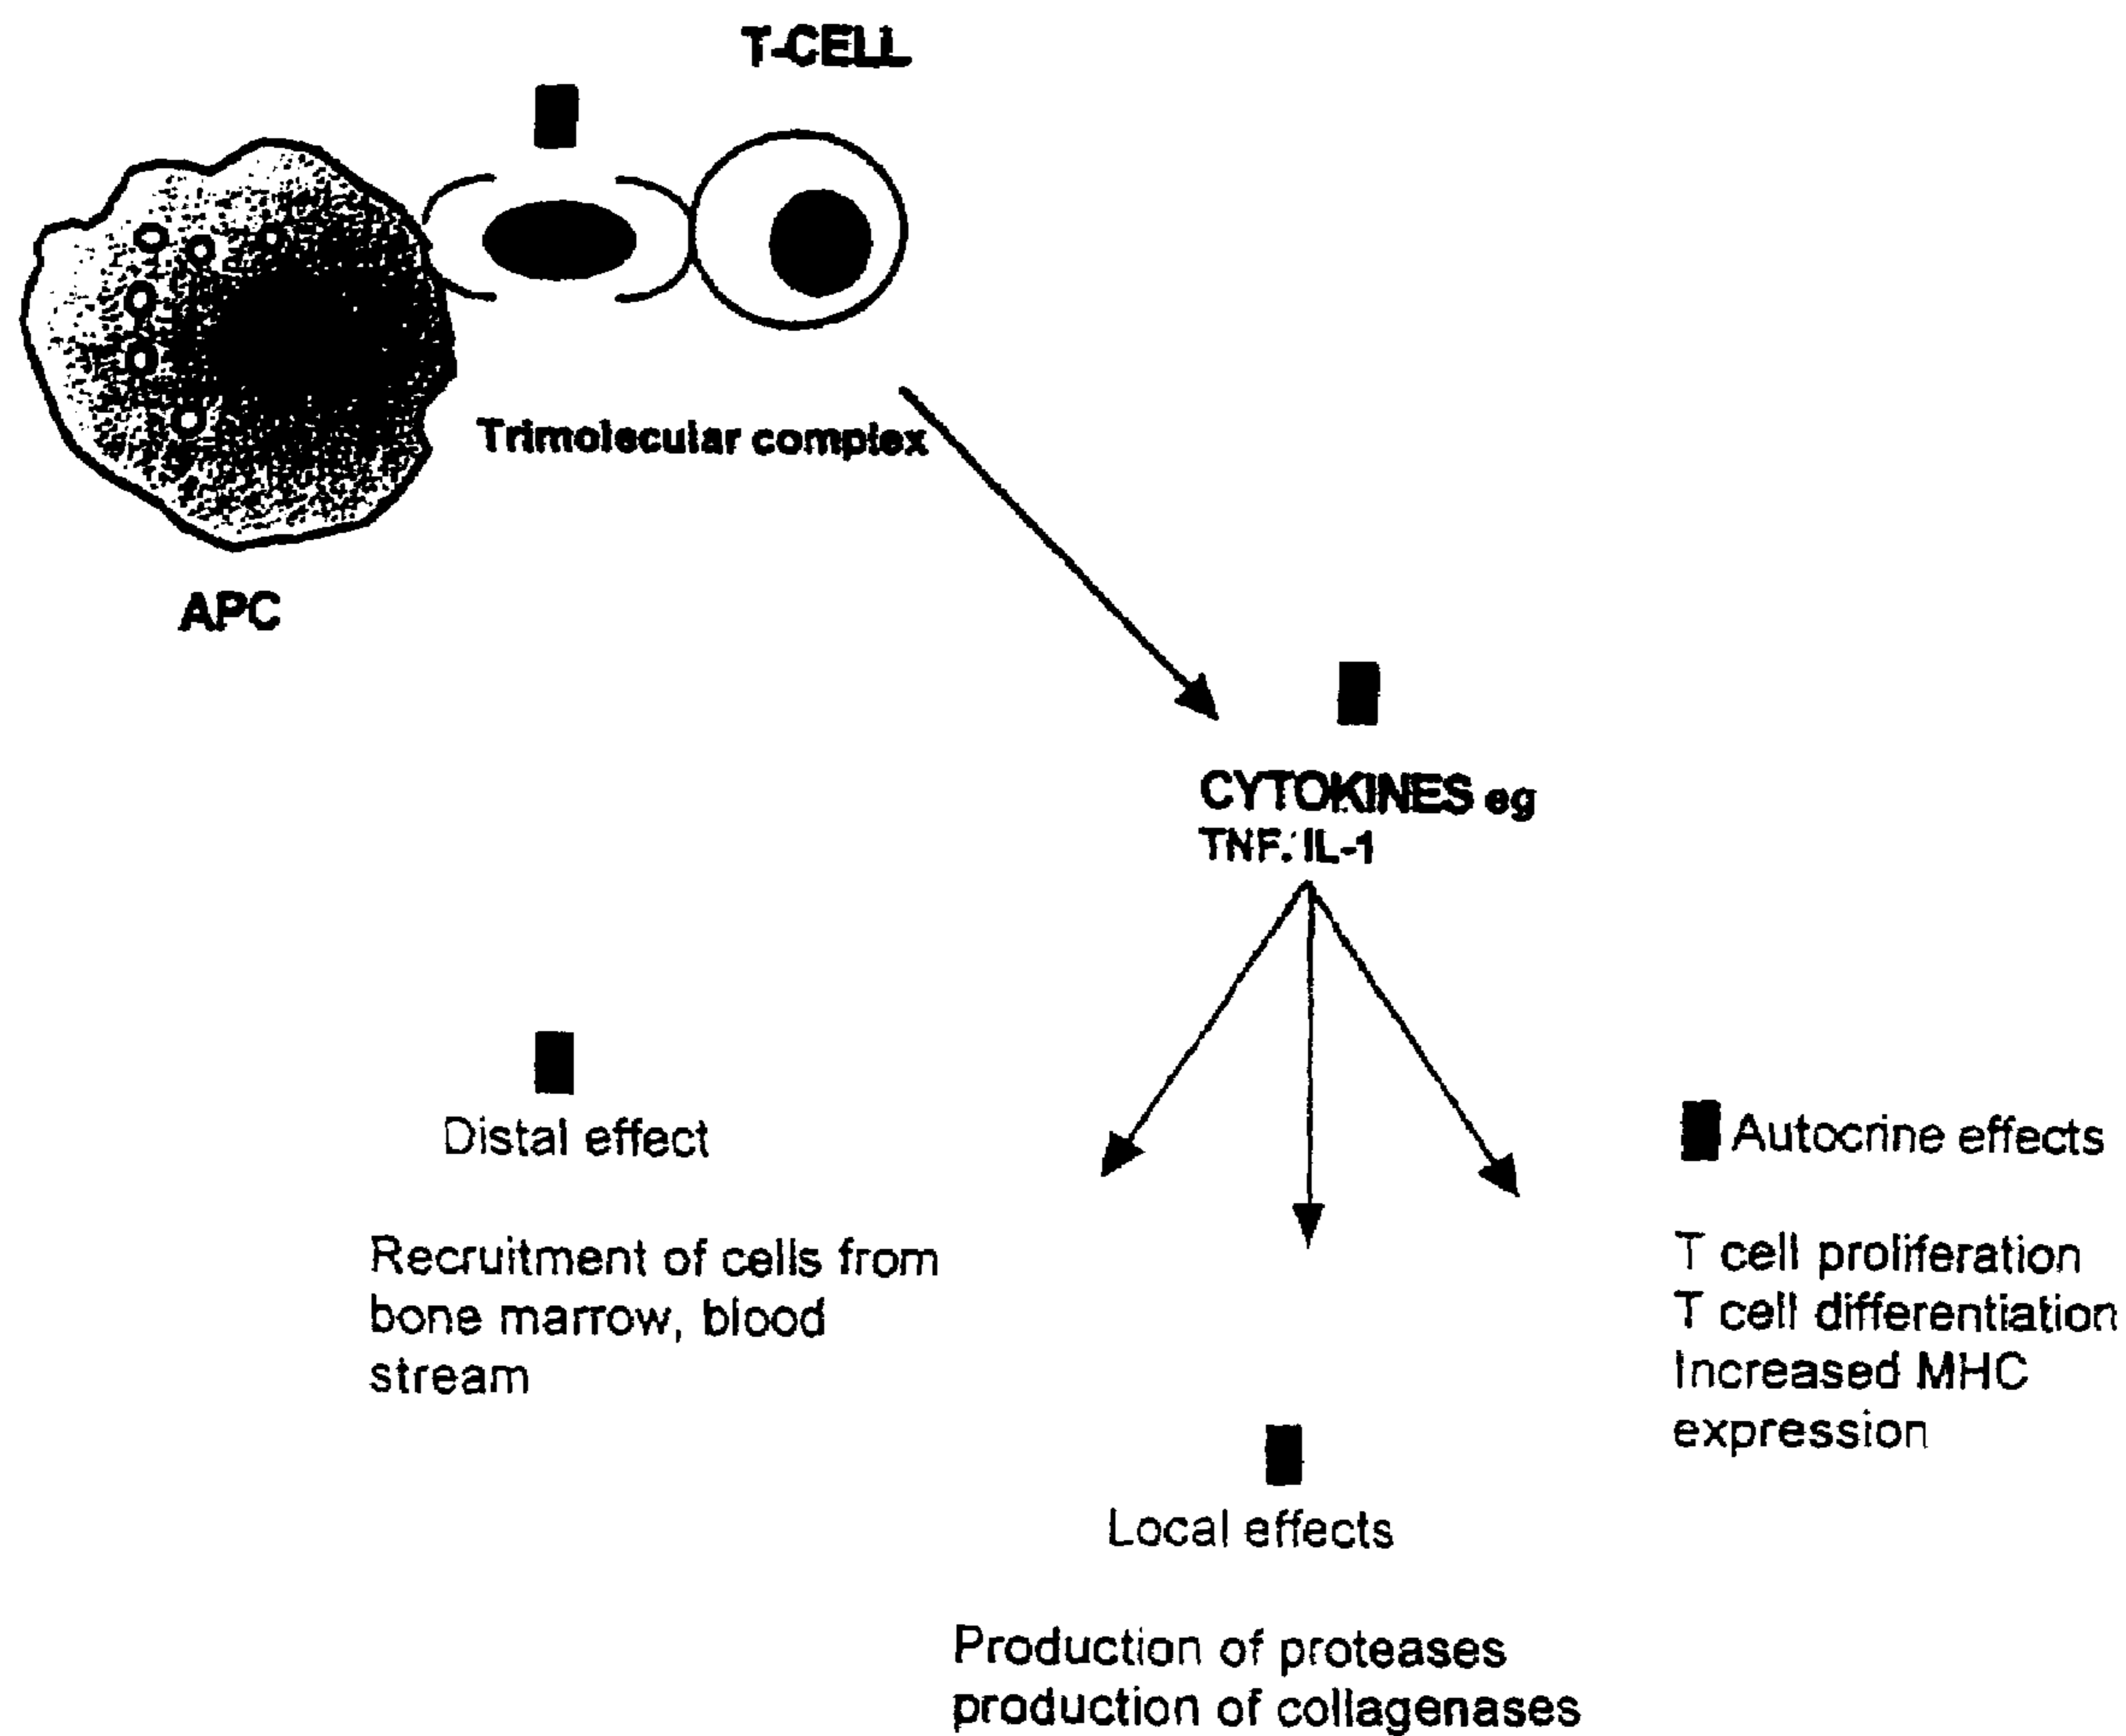 T-CELL
Trimolecular complex
APC
CYTOKINES eg
TNF. IL-1
Distal effect
Recruitment of cells from
bone marrow, blood
stream
Autocrine effects
T cell proliferation
T cell differentiation
Increased MHC
expression
Local effects
Production of proteases
production of collagenases